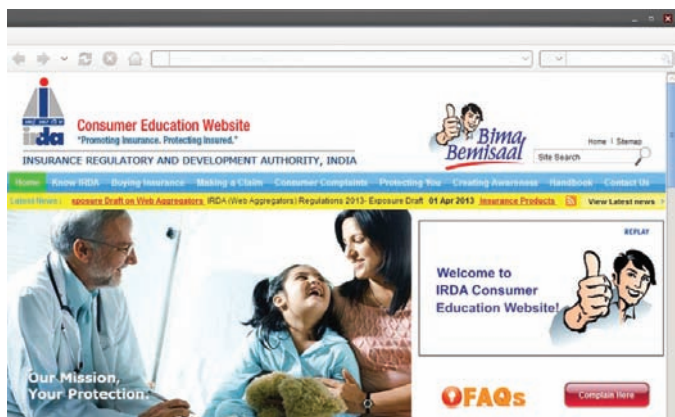 irda
Consumer Education Website
"Promoting Insurance. Protecting Insured."
INSURANCE REGULATORY AND DEVELOPMENT AUTHORITY, INDIA
Bima
Bemisaal
Home | Sitemap
Site Search
Home Know IRDA Buying Insurance Making a Claim Consumer Complaints Protecting You Creating Awareness Handbook Contact Us
Latest News : xposure Draft on Web Aggregators IRDA (Web Aggregators) Regulations 2013- Exposure Draft 01 Apr 2013 Insurance Products View Latest news >
REPLAY
Welcome to
IRDA Consumer
Education Website!
Our Mission,
Your Protection.
FAQs
Complain Here